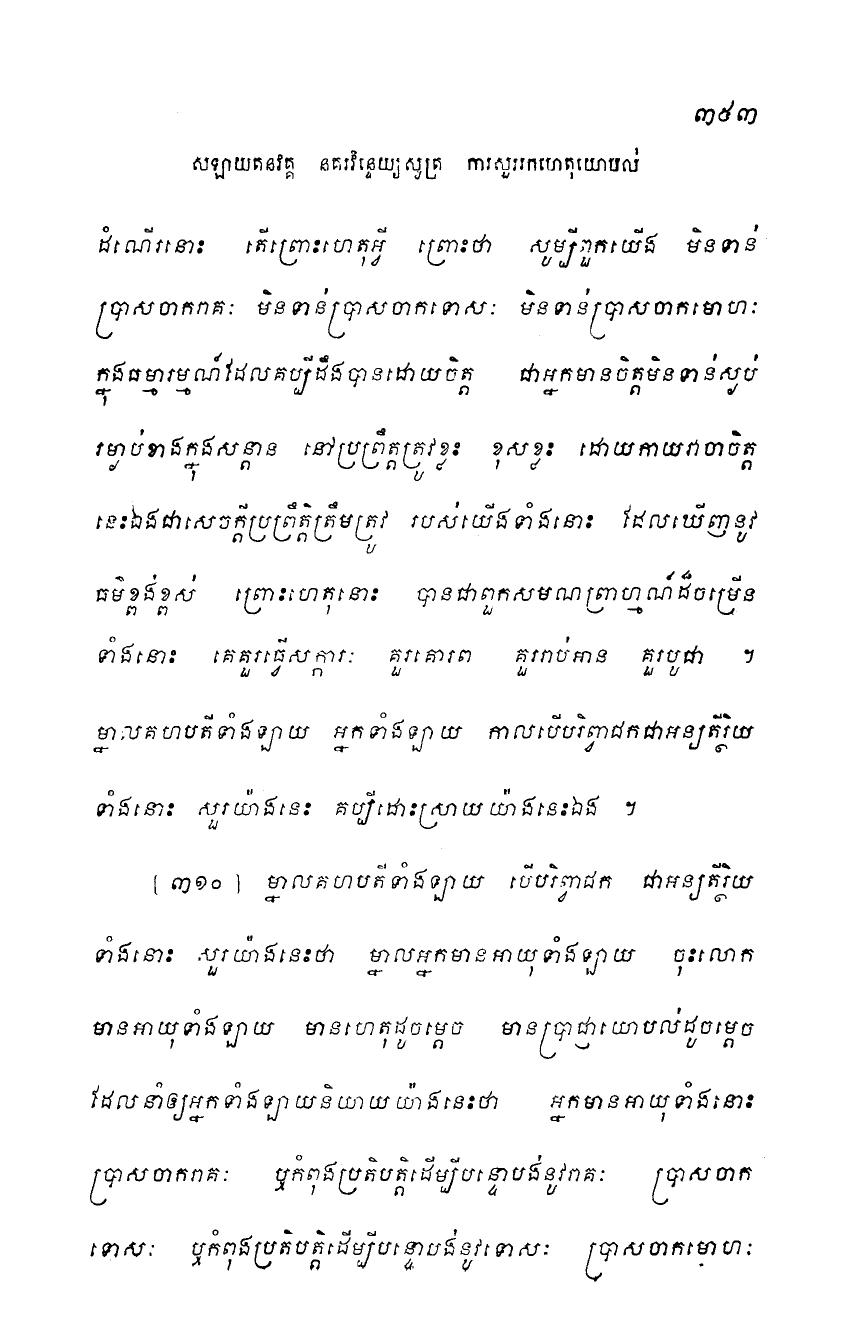 ៣៥៣
សឡាយតនវគ្គ នគរវិន្ទេយ្យសូត្រ ការសួររកហេតុយោបល់
ដំណើរនោះ តើព្រោះហេតុអ្វី ព្រោះថា សូម្បីពួកយើង មិនទាន់
ប្រាសចាករាគៈ មិនទាន់ប្រាសចាកទោសៈ មិនទាន់ប្រាសចាកមោហៈ
ក្នុងធម្មារម្មណ៍ដែលគប្បីដឹងបានដោយចិត្ត ជាអ្នកមានចិត្តមិនទាន់ស្ងប់
រម្ងាប់ខាងក្នុងសន្តាន នៅប្រព្រឹត្តត្រូវខ្លះ ខុសខ្លះ ដោយកាយវាចាចិត្ត
នេះឯងជាសេចក្តីប្រព្រឹត្តិត្រឹមត្រូវ របស់យើងទាំងនោះ ដែលឃើញនូវ
ធម៌ខ្ពង់ខ្ពស់ ព្រោះហេតុនោះ បានជាពួកសមណព្រាហ្មណ៍ដ៏ចម្រើន
ទាំងនោះ គេគួរធ្វើសក្ការៈ គួរគោរព គួររាប់អាន គួរបូជា ។
ម្នាលគហបតីទាំងឡាយ អ្នកទាំងឡាយ កាលបើបរិព្វាជកជាអន្យតីរ្ថិយ
ទាំងនោះ សួរយ៉ាងនេះ គប្បីដោះស្រាយយ៉ាងនេះឯង ។
[៣១០] ម្នាលគហបតីទាំងឡាយ បើបរិព្វាជក ជាអន្យតីរ្ថិយ
ទាំងនោះ សួរយ៉ាងនេះថា ម្នាលអ្នកមានអាយុទាំងឡាយ ចុះលោក
មានអាយុទាំងឡាយ មានហេតុដូចម្តេច មានប្រាជ្ញាយោបល់ដូចម្តេច
ដែលនាំឲ្យអ្នកទាំងឡាយនិយាយយ៉ាងនេះថា អ្នកមានអាយុទាំងនោះ
ប្រាសចាករាគៈ ឬកំពុងប្រតិបត្តិដើម្បីបន្ទោបង់នូវរាគៈ ប្រាសចាក
ទោសៈ ឬកំពុងប្រតិបត្តិដើម្បីបន្ទោបង់នូវទោសៈ ប្រាសចាកមោហៈ